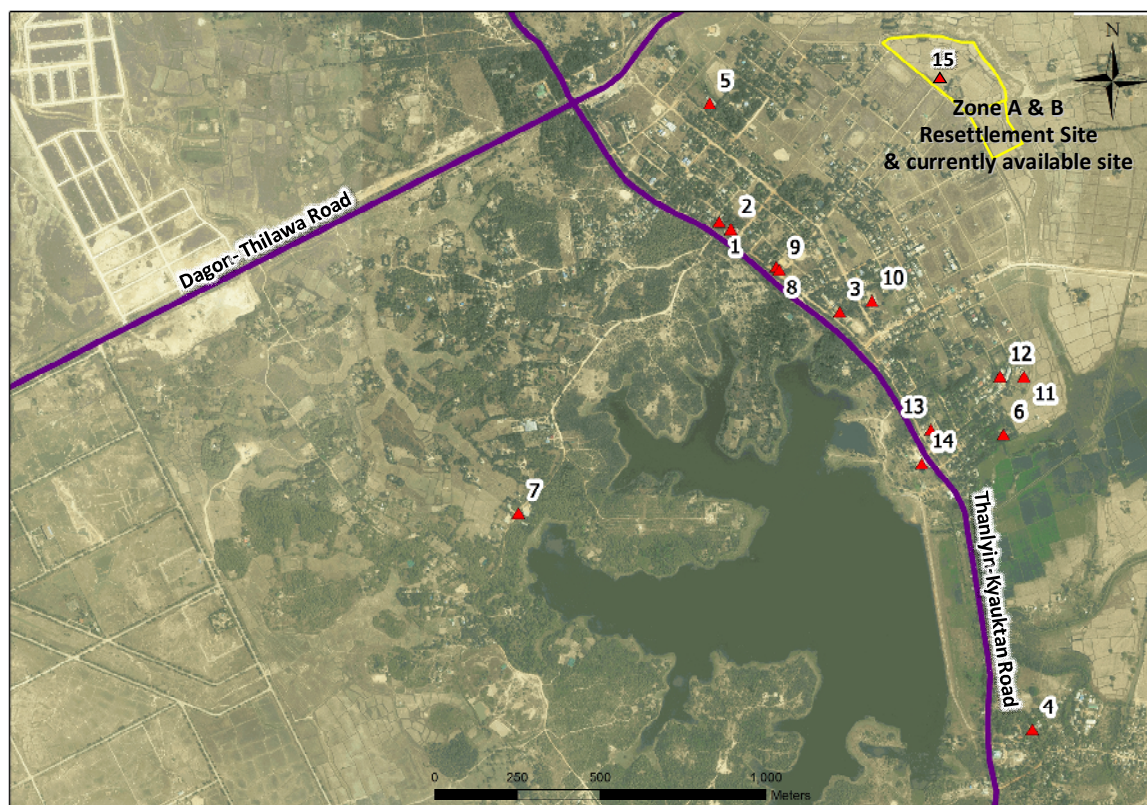 N
15
5
Zone A & B
Resettlement Site
& currently available site
Dagon-Thilawa Road
2
1
9
8
3
10
12
11
6
13
14
7
Thanlyin-Kyauktan Road
4
0 250 500 1,000
Meters